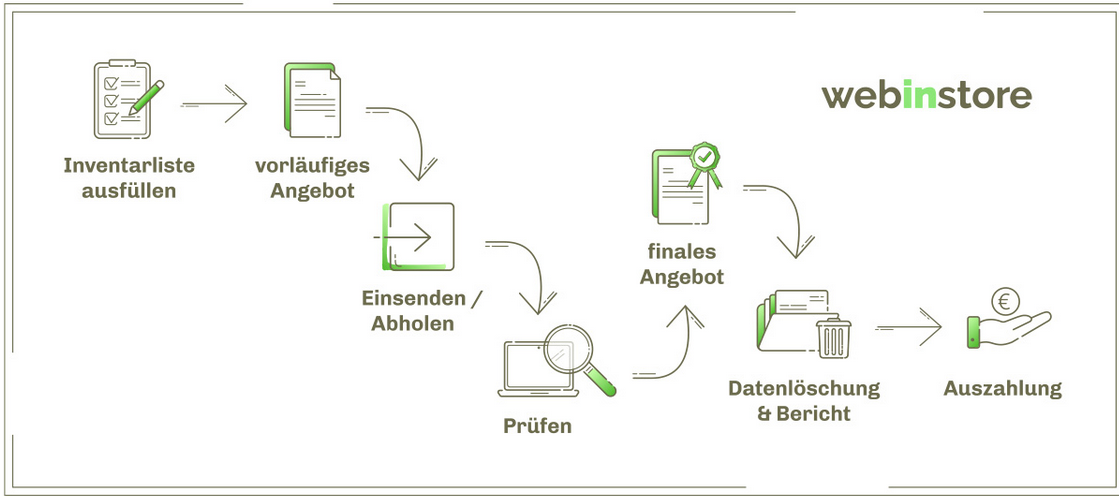 webinstore
Inventarliste
ausfüllen
vorläufiges
Angebot
Einsenden /
Abholen
Prüfen
finales
Angebot
Datenlöschung
& Bericht
€
Auszahlung